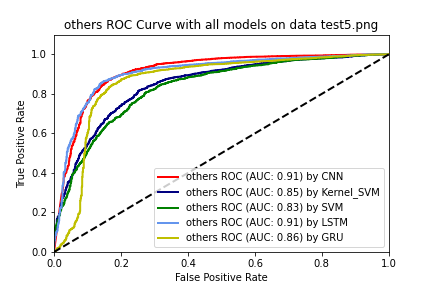 others ROC Curve with all models on data test5.png
True Positive Rate
1.0
0.8
0.6
0.4
0.2
0.0
others ROC (AUC: 0.91) by CNN
others ROC (AUC: 0.85) by Kernel_SVM
others ROC (AUC: 0.83) by SVM
others ROC (AUC: 0.91) by LSTM
others ROC (AUC: 0.86) by GRU
0.0 0.2 0.4 0.6 0.8 1.0
False Positive Rate